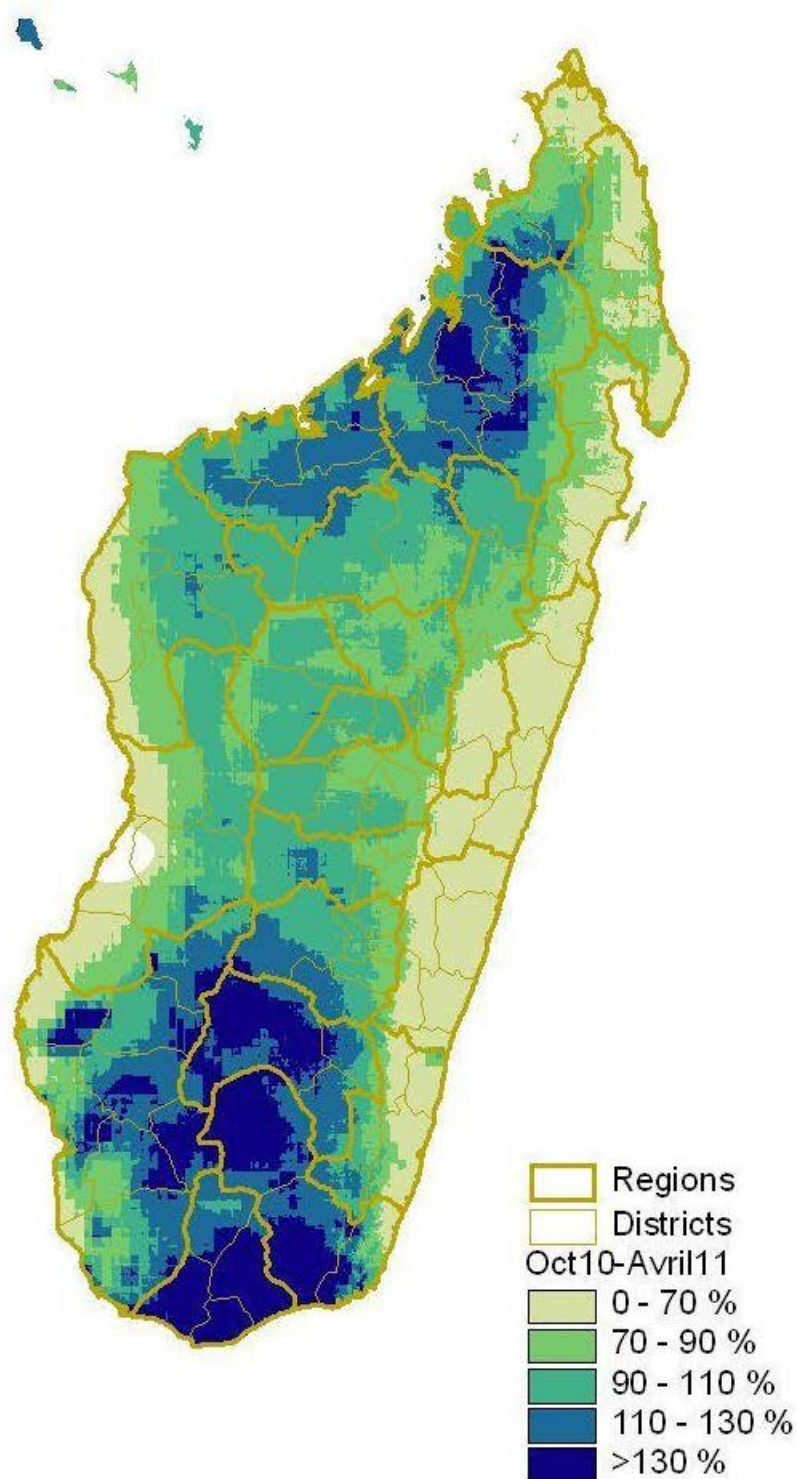 Regions
Districts
Oct10-Avril11
0 - 70 %
70 - 90 %
90 - 110 %
110 - 130 %
>130 %